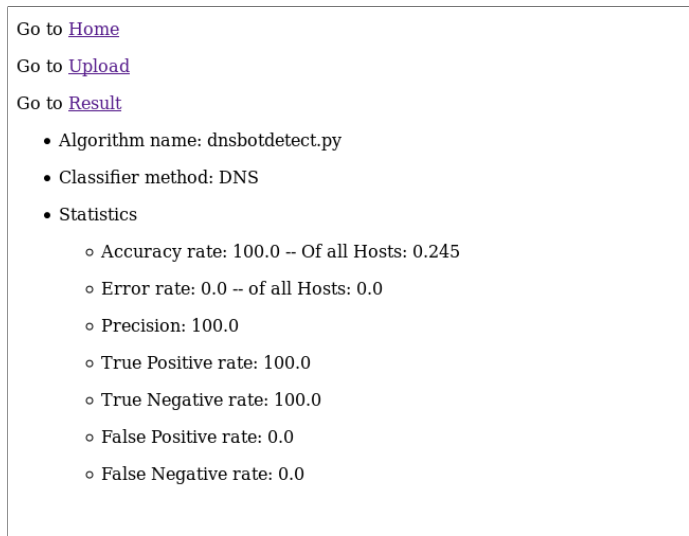 Go to Home
Go to Upload
Go to Result
Algorithm name: dnsbotdetect.py
Classifier method: DNS
Statistics
Accuracy rate: 100.0 -- Of all Hosts: 0.245
Error rate: 0.0 -- of all Hosts: 0.0
Precision: 100.0
True Positive rate: 100.0
True Negative rate: 100.0
False Positive rate: 0.0
False Negative rate: 0.0